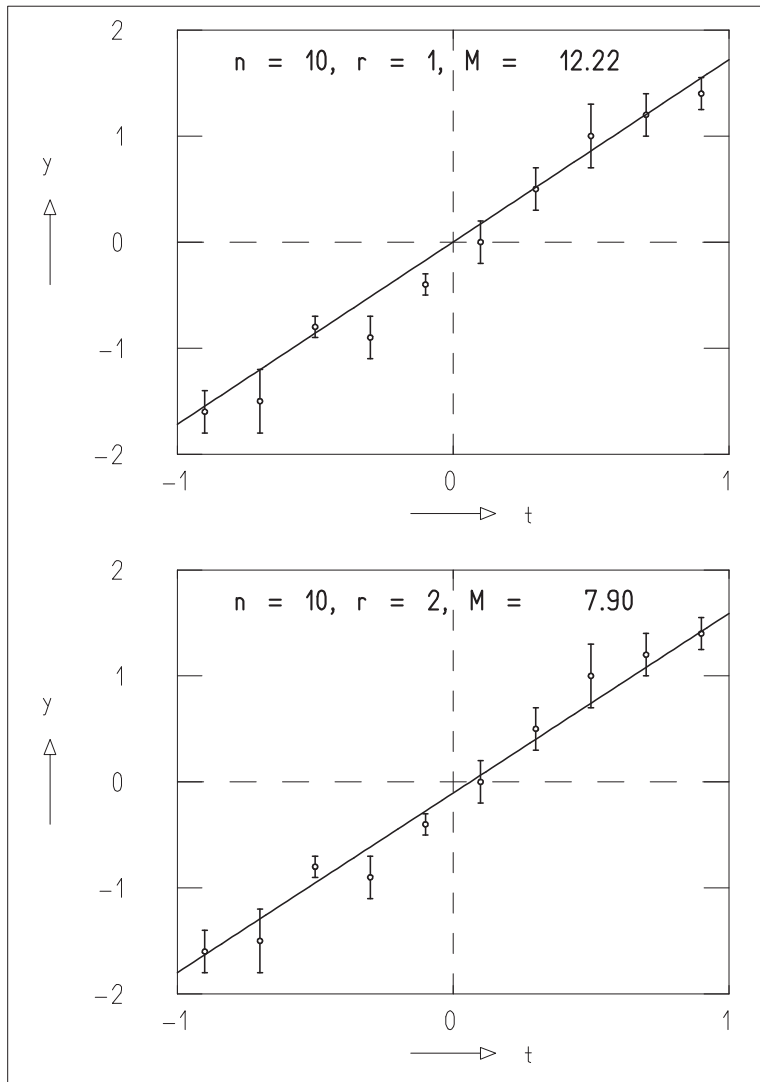 2
n = 10, r = 1, M = 12.22
1
y
0
-1
-2
-1 0 1
t
2
n = 10, r = 2, M = 7.90
1
y
0
-1
-2
-1 0 1
t